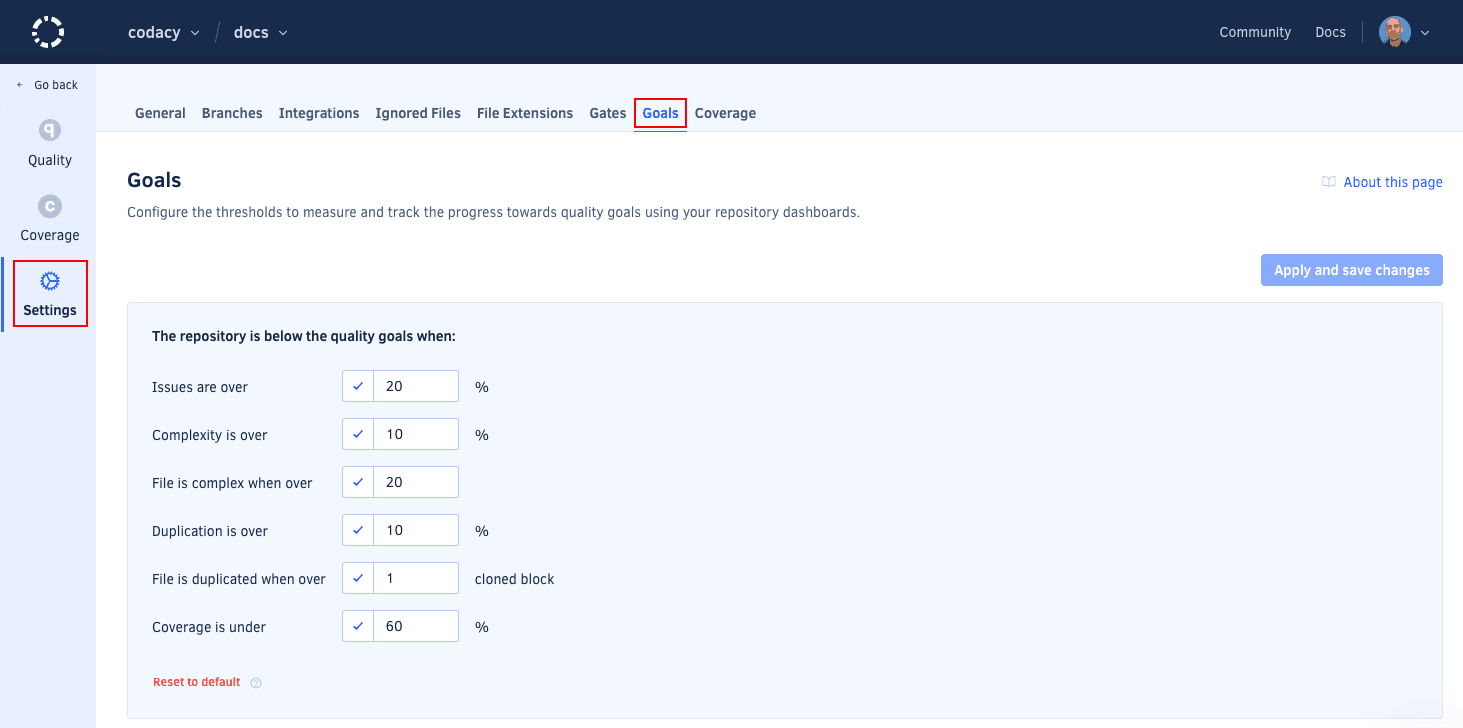 codacy / docs
Community Docs
Go back
Quality
Coverage
Settings
General Branches Integrations Ignored Files File Extensions Gates Goals Coverage
Goals
About this page
Configure the thresholds to measure and track the progress towards quality goals using your repository dashboards.
Apply and save changes
The repository is below the quality goals when:
Issues are over 20 %
Complexity is over 10 %
File is complex when over 20
Duplication is over 10 %
File is duplicated when over 1 cloned block
Coverage is under 60 %
Reset to default ?